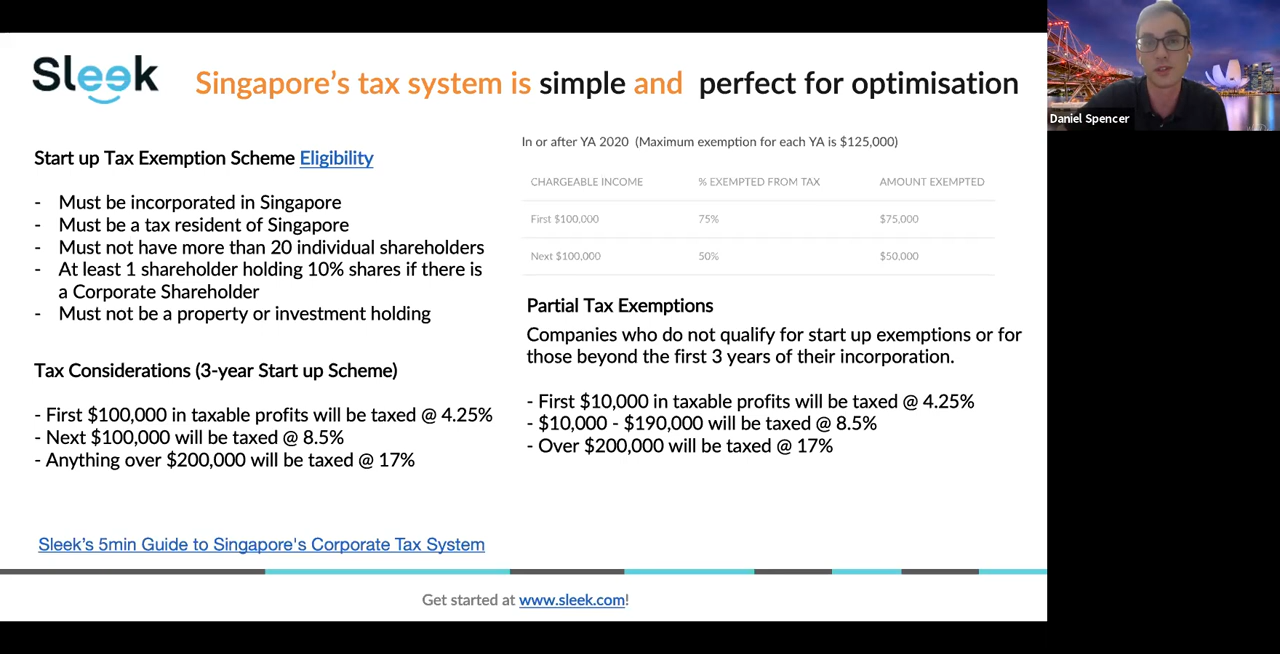 Sleek
Singapore's tax system is simple and perfect for optimisation
Daniel Spencer
Start up Tax Exemption Scheme Eligibility
- Must be incorporated in Singapore
- Must be a tax resident of Singapore
- Must not have more than 20 individual shareholders
- At least 1 shareholder holding 10% shares if there is
a Corporate Shareholder
- Must not be a property or investment holding
Tax Considerations (3-year Start up Scheme)
- First $100,000 in taxable profits will be taxed @ 4.25%
- Next $100,000 will be taxed @ 8.5%
- Anything over $200,000 will be taxed @ 17%
Sleek's 5min Guide to Singapore's Corporate Tax System
In or after YA 2020 (Maximum exemption for each YA is $125,000)
CHARGEABLE INCOME % EXEMPTED FROM TAX AMOUNT EXEMPTED
First $100,000 75% $75,000
Next $100,000 50% $50,000
Partial Tax Exemptions
Companies who do not qualify for start up exemptions or for
those beyond the first 3 years of their incorporation.
- First $10,000 in taxable profits will be taxed @ 4.25%
- $10,000 - $190,000 will be taxed @ 8.5%
- Over $200,000 will be taxed @ 17%
Get started at www.sleek.com!